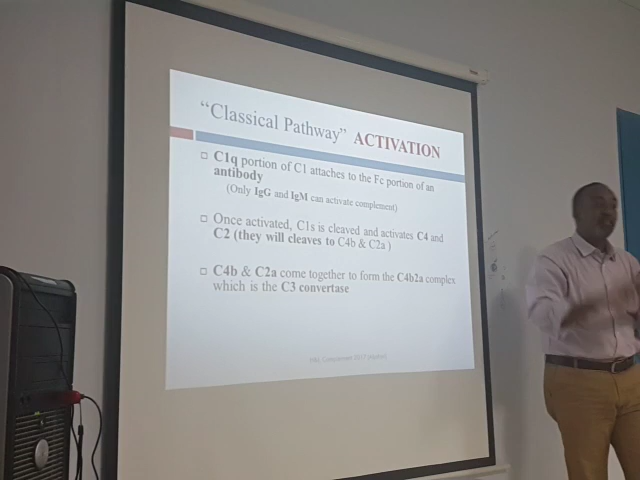 “Classical Pathway” ACTIVATION
□ C1q portion of C1 attaches to the Fc portion of an
antibody
(Only IgG and IgM can activate complement)
□ Once activated, C1s is cleaved and activates C4 and
C2 (they will cleaves to C4b & C2a )
□ C4b & C2a come together to form the C4b2a complex
which is the C3 convertase
Complement 2017